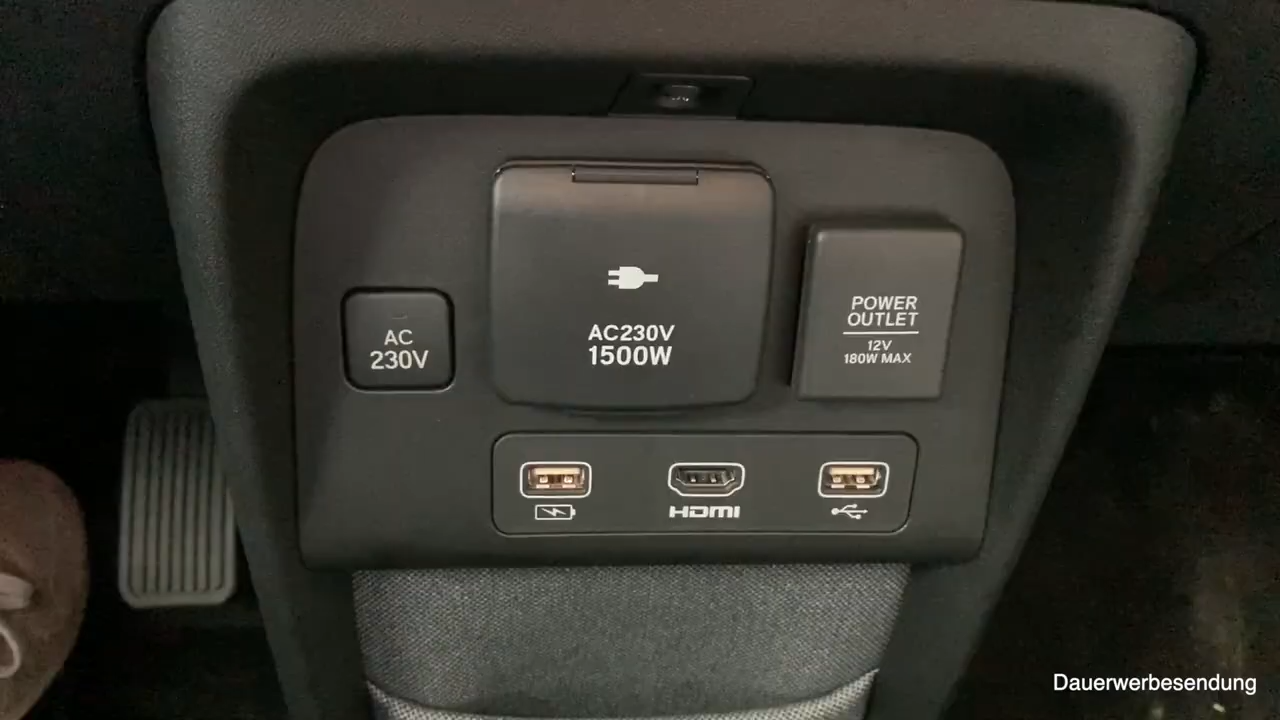 AC
230V
AC230V
1500W
POWER
OUTLET
12V
180W MAX
HDMI
Dauerwerbesendung